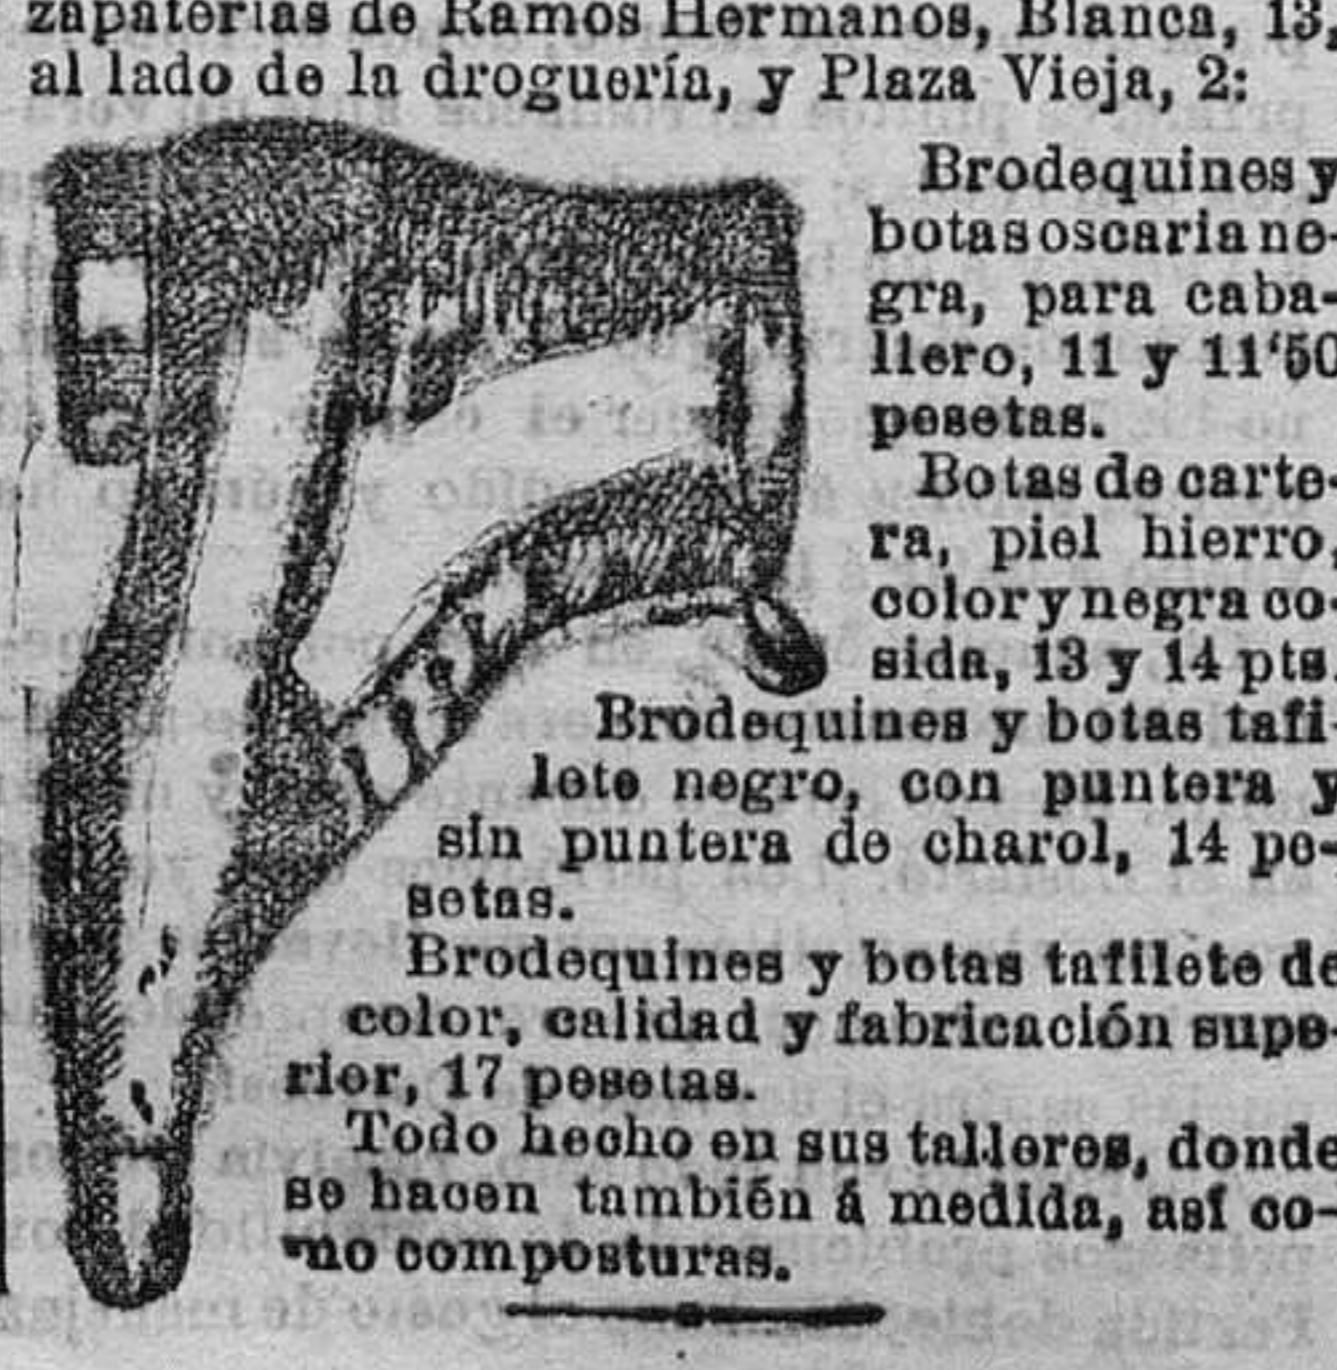 zapaterías de Ramos Hermanos, Blanca, 13,
al lado de la droguería, y Plaza Vieja, 2:
Brodequines y
botas oscaria ne-
gra, para caba-
llero, 11 y 11'50
pesetas.
Botas de carte-
ra, piel hierro,
color y negra co-
sida, 13 y 14 pts.
Brodequines y botas tafi-
lete negro, con puntera y
sin puntera de charol, 14 pe-
setas.
Brodequines y botas tafilete de
color, calidad y fabricación supe-
rior, 17 pesetas.
Todo hecho en sus talleres, donde
se hacen también á medida, así co-
mo composturas.